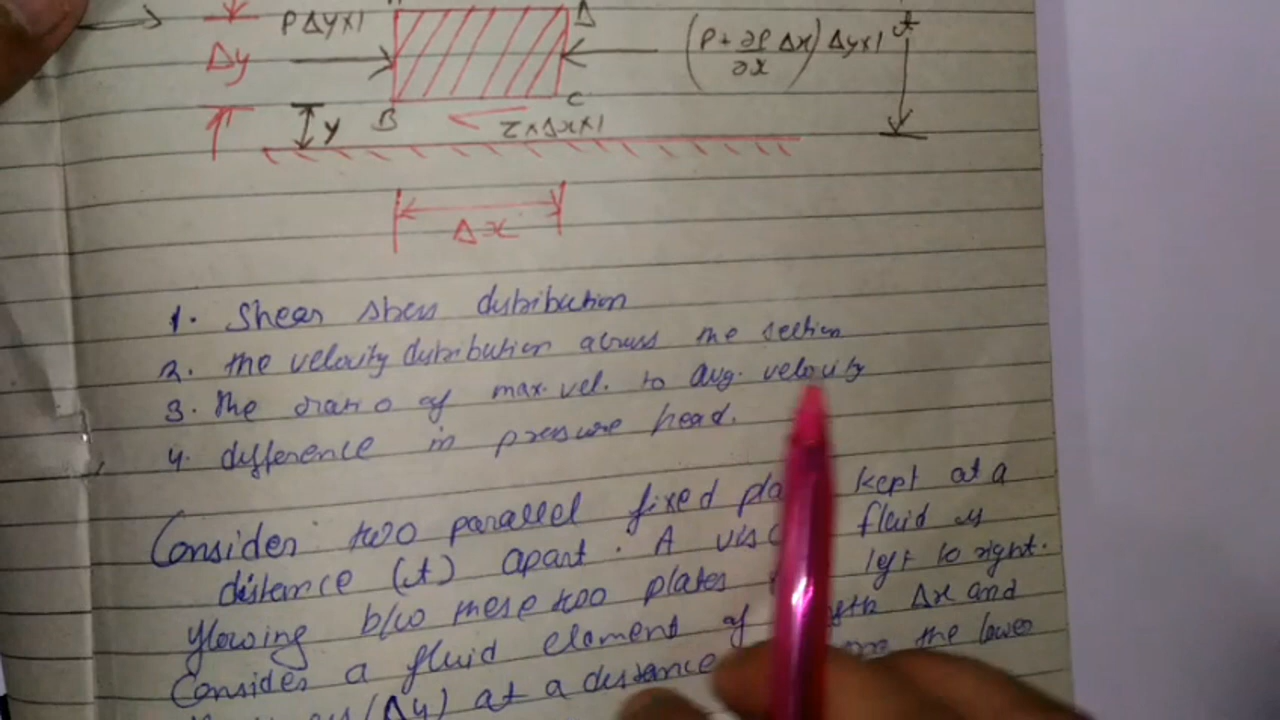 PΔy×1
Δ
(P+∂P/∂x Δx)Δy×1
t
Δy
B
C
y
τ×Δx×1
Δx
1. Shear stress distribution
2. the velocity distribution across the section
3. the ratio of max. vel. to avg. velocity
4. difference in pressure head.
Consider two parallel fixed pla kept at a
distance (t) apart. A visc fluid is
flowing b/w these two plates left to right.
Consider a fluid element of Δx and
(Δy) at a distance the lower